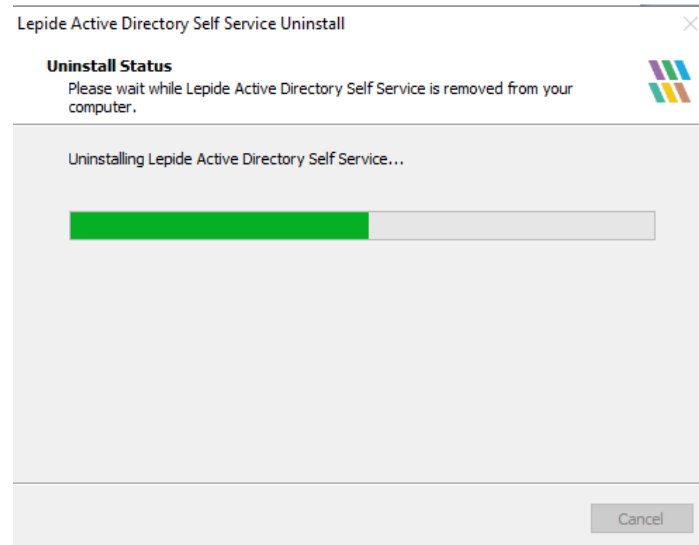 Lepide Active Directory Self Service Uninstall
Uninstall Status
Please wait while Lepide Active Directory Self Service is removed from your
computer.
Uninstalling Lepide Active Directory Self Service...
Cancel